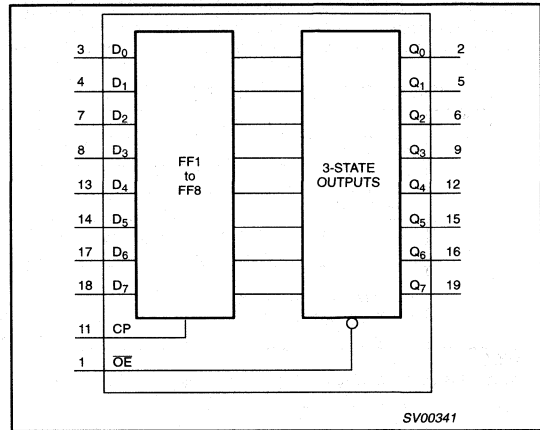 3 D0 Q0 2
4 D1 Q1 5
7 D2 Q2 6
8 D3 Q3 9
FF1
to
FF8
3-STATE
OUTPUTS
13 D4 Q4 12
14 D5 Q5 15
17 D6 Q6 16
18 D7 Q7 19
11 CP
1 O̅E̅
SV00341